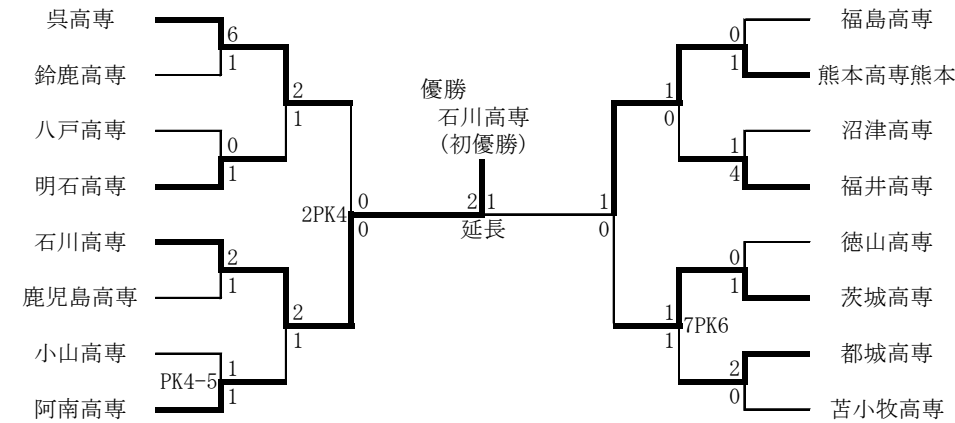 呉高専
6
1
鈴鹿高専
2
1
八戸高専
0
1
明石高専
2PK4
0
0
石川高専
2
1
鹿児島高専
2
1
小山高専
1
PK4-5
1
阿南高専
優勝
石川高専
(初優勝)
2 1
延長
福島高専
0
1
熊本高専熊本
1
0
沼津高専
1
4
福井高専
1
0
徳山高専
0
1
茨城高専
1
1
7PK6
都城高専
2
0
苫小牧高専